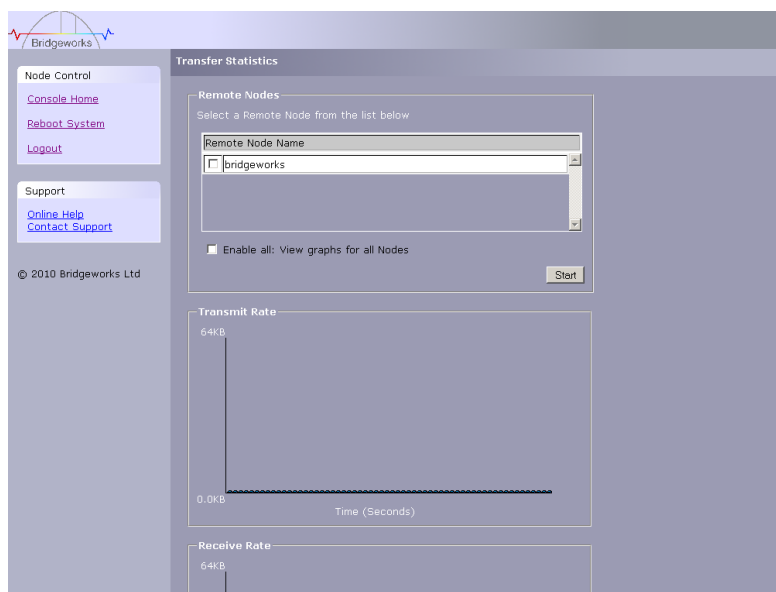 Bridgeworks
Node Control
Console Home
Reboot System
Logout
Support
Online Help
Contact Support
© 2010 Bridgeworks Ltd
Transfer Statistics
Remote Nodes
Select a Remote Node from the list below
Remote Node Name
bridgeworks
Enable all: View graphs for all Nodes
Start
Transmit Rate
64KB
0.0KB
Time (Seconds)
Receive Rate
64KB